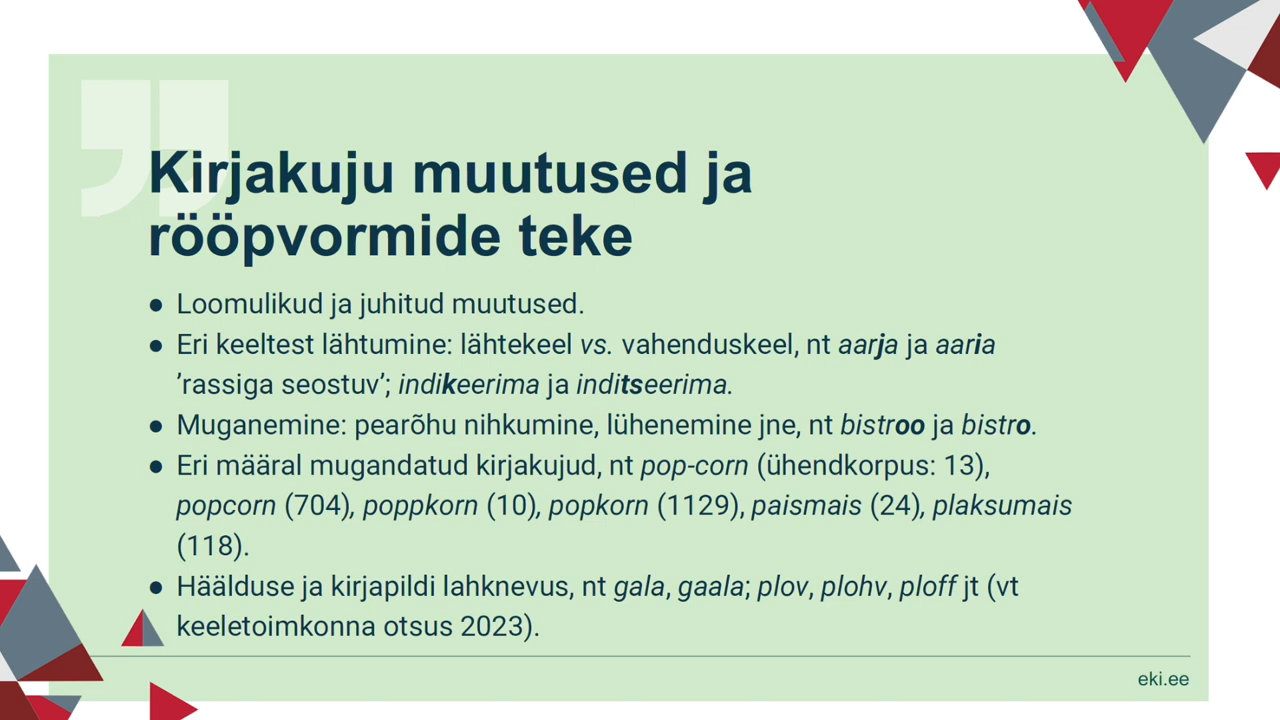 Kirjakuju muutused ja
rööpvormide teke
● Loomulikud ja juhitud muutused.
● Eri keeltest lähtumine: lähtekeel vs. vahenduskeel, nt aarja ja aaria
’rassiga seostuv’; indikeerima ja inditseerima.
● Muganemine: pearõhu nihkumine, lühenemine jne, nt bistroo ja bistro.
● Eri määral mugandatud kirjakujud, nt pop-corn (ühendkorpus: 13),
popcorn (704), poppkorn (10), popkorn (1129), paismais (24), plaksumais
(118).
● Häälduse ja kirjapildi lahknevus, nt gala, gaala; plov, plohv, ploff jt (vt
keeletoimkonna otsus 2023).
eki.ee